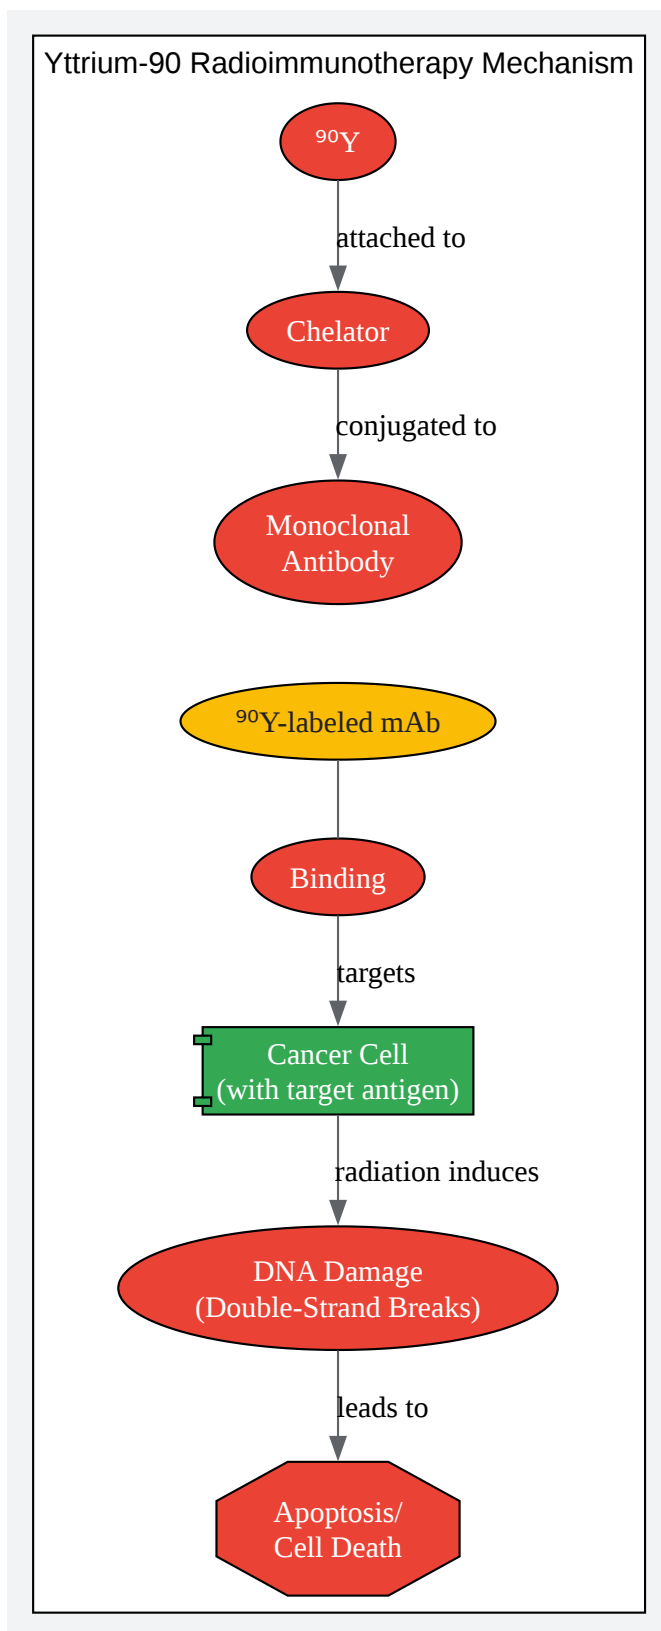 Yttrium-90 Radioimmunotherapy Mechanism
⁹⁰Y
attached to
Chelator
conjugated to
Monoclonal
Antibody
⁹⁰Y-labeled mAb
Binding
targets
Cancer Cell
(with target antigen)
radiation induces
DNA Damage
(Double-Strand Breaks)
leads to
Apoptosis/
Cell Death